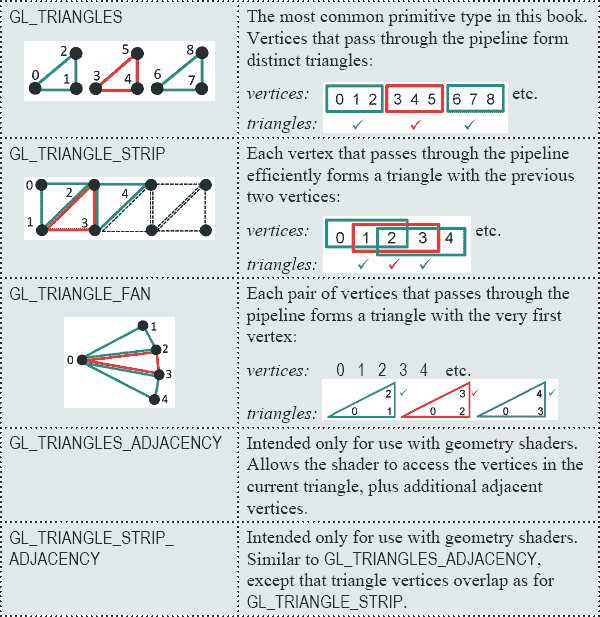 GL_TRIANGLES
2 5 8
0 1 3 4 6 7
The most common primitive type in this book.
Vertices that pass through the pipeline form
distinct triangles:
vertices: 0 1 2 3 4 5 6 7 8 etc.
triangles: ✓ ✓ ✓
GL_TRIANGLE_STRIP
0 2 4
1 3
Each vertex that passes through the pipeline
efficiently forms a triangle with the previous
two vertices:
vertices: 0 1 2 3 4 etc.
triangles: ✓ ✓ ✓
GL_TRIANGLE_FAN
1
2
0
3
4
Each pair of vertices that passes through the
pipeline forms a triangle with the very first
vertex:
vertices: 0 1 2 3 4 etc.
2 ✓ 3 ✓ 4 ✓
triangles: 0 1 0 2 0 3
GL_TRIANGLES_ADJACENCY
Intended only for use with geometry shaders.
Allows the shader to access the vertices in the
current triangle, plus additional adjacent
vertices.
GL_TRIANGLE_STRIP_
ADJACENCY
Intended only for use with geometry shaders.
Similar to GL_TRIANGLES_ADJACENCY,
except that triangle vertices overlap as for
GL_TRIANGLE_STRIP.